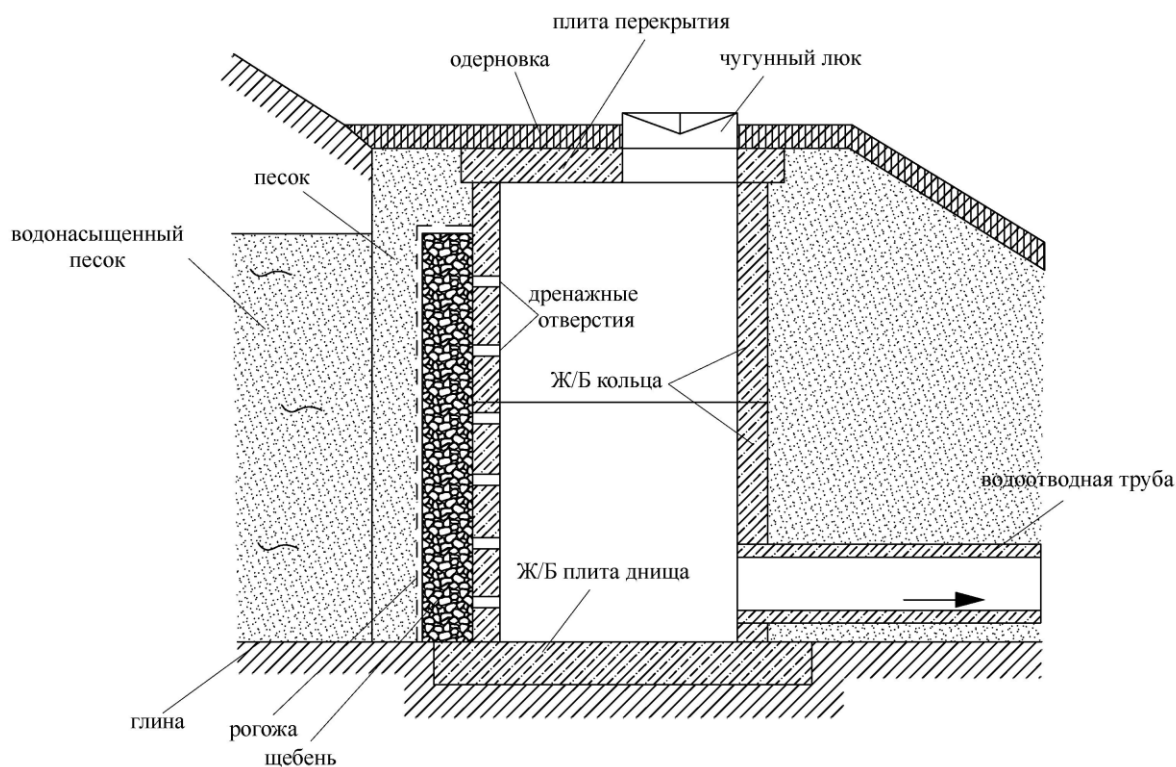 плита перекрытия
одерновка
чугунный люк
песок
водонасыщенный
песок
дренажные
отверстия
Ж/Б кольца
водоотводная труба
Ж/Б плита днища
глина
рогожа
щебень